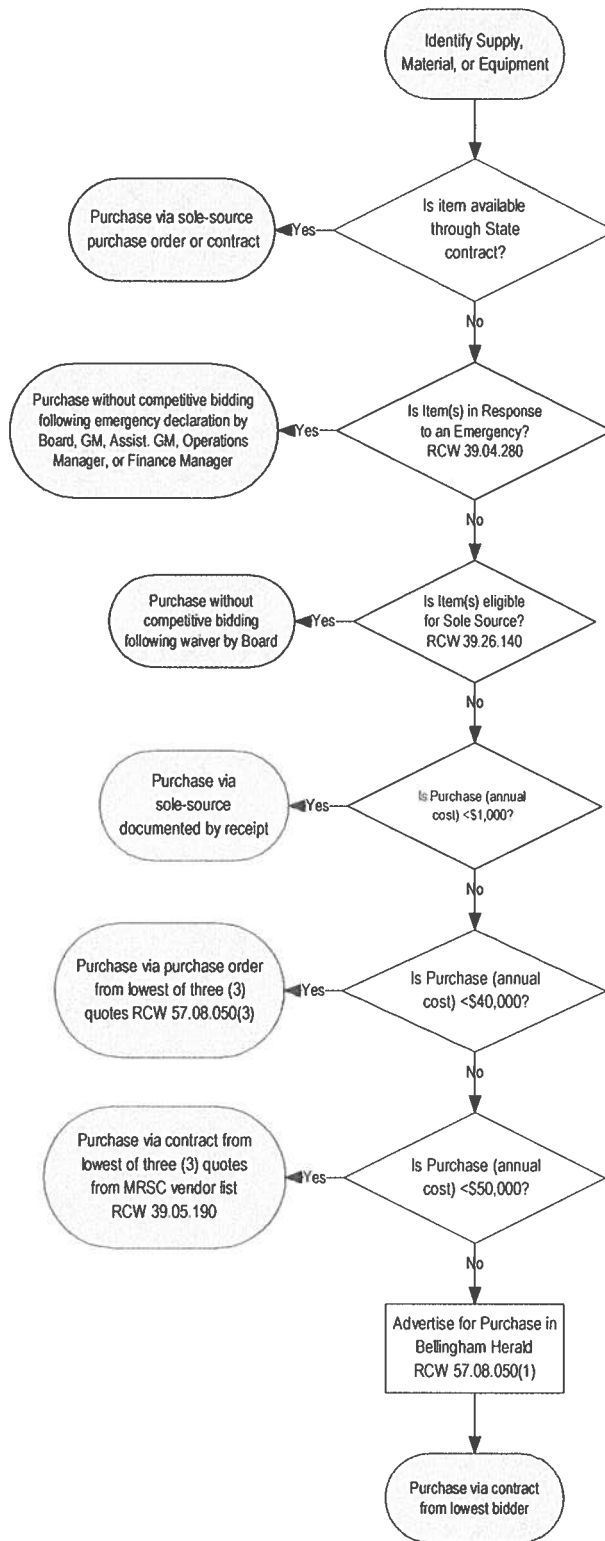 Identify Supply,
Material, or Equipment
Is item available
through State
contract?
Yes
Purchase via sole-source
purchase order or contract
No
Is Item(s) in Response
to an Emergency?
RCW 39.04.280
Yes
Purchase without competitive bidding
following emergency declaration by
Board, GM, Assist. GM, Operations
Manager, or Finance Manager
No
Is Item(s) eligible
for Sole Source?
RCW 39.26.140
Yes
Purchase without
competitive bidding
following waiver by Board
No
Is Purchase (annual
cost) <$1,000?
Yes
Purchase via
sole-source
documented by receipt
No
Is Purchase (annual
cost) <$40,000?
Yes
Purchase via purchase order
from lowest of three (3)
quotes RCW 57.08.050(3)
No
Is Purchase (annual
cost) <$50,000?
Yes
Purchase via contract from
lowest of three (3) quotes
from MRSC vendor list
RCW 39.05.190
No
Advertise for Purchase in
Bellingham Herald
RCW 57.08.050(1)
Purchase via contract
from lowest bidder